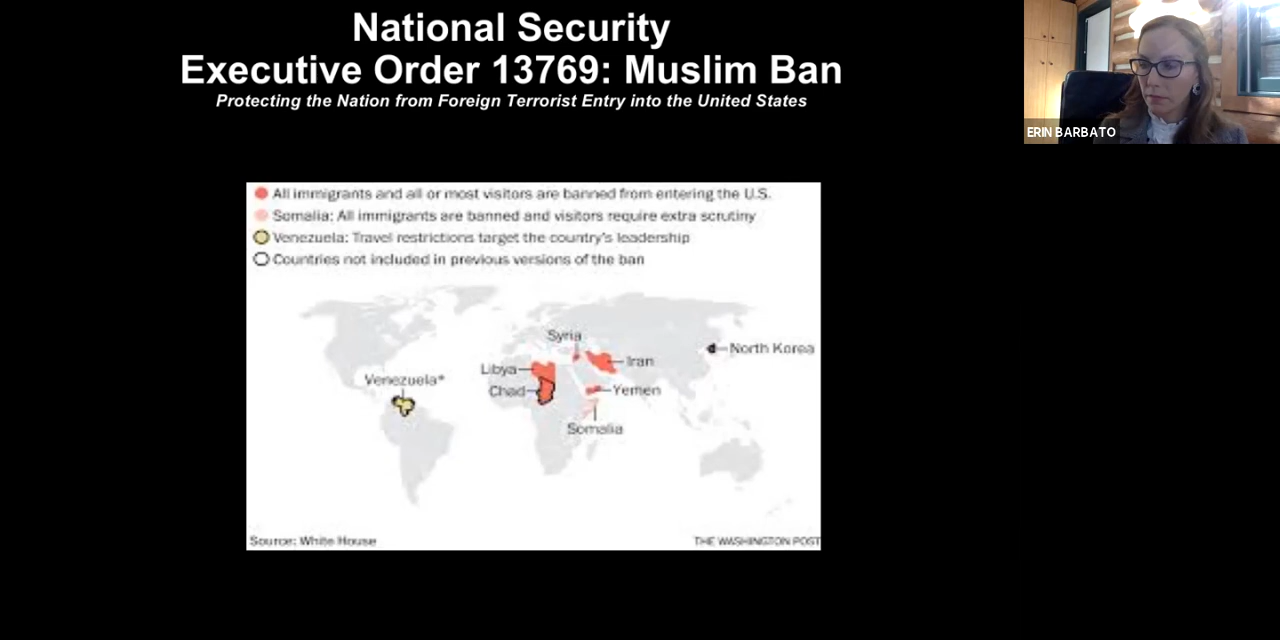 National Security
Executive Order 13769: Muslim Ban
Protecting the Nation from Foreign Terrorist Entry into the United States
ERIN BARBATO
All immigrants and all or most visitors are banned from entering the U.S.
Somalia: All immigrants are banned and visitors require extra scrutiny
Venezuela: Travel restrictions target the country's leadership
Countries not included in previous versions of the ban
Syria
North Korea
Iran
Libya
Venezuela*
Chad
Yemen
Somalia
Source: White House
THE WASHINGTON POST